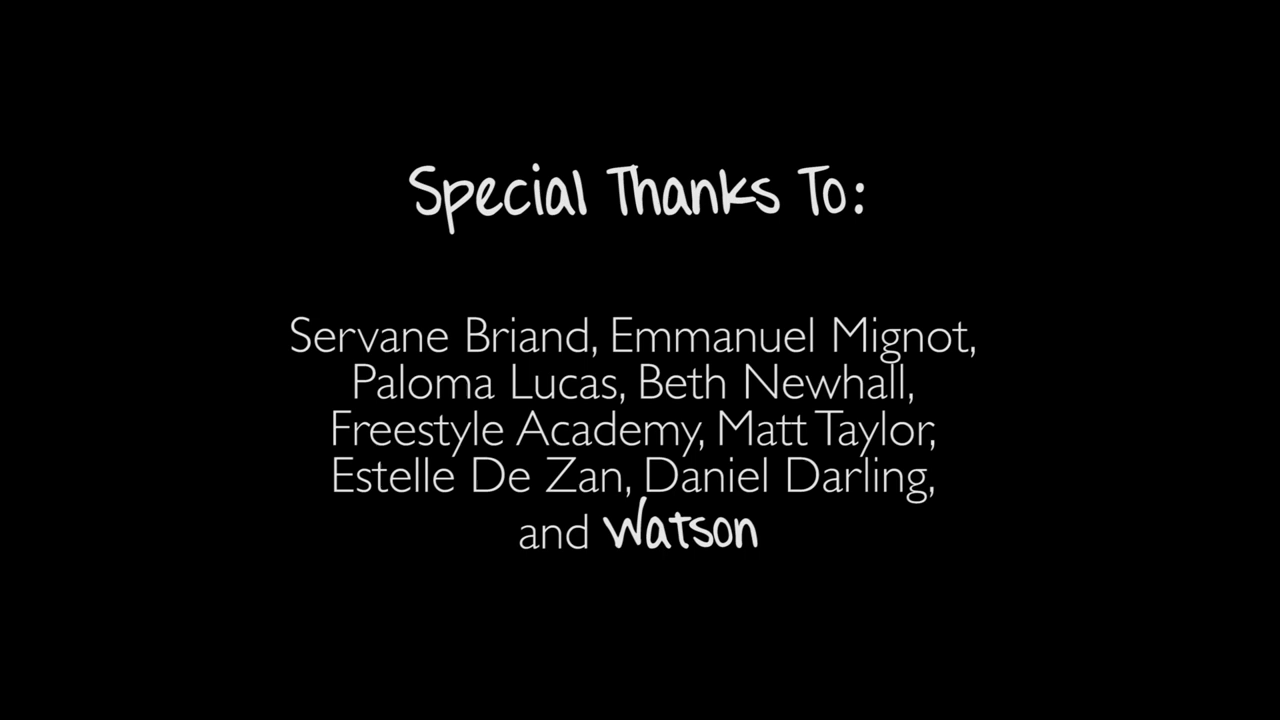 Special Thanks To:
Servane Briand, Emmanuel Mignot,
Paloma Lucas, Beth Newhall,
Freestyle Academy, Matt Taylor,
Estelle De Zan, Daniel Darling,
and Watson